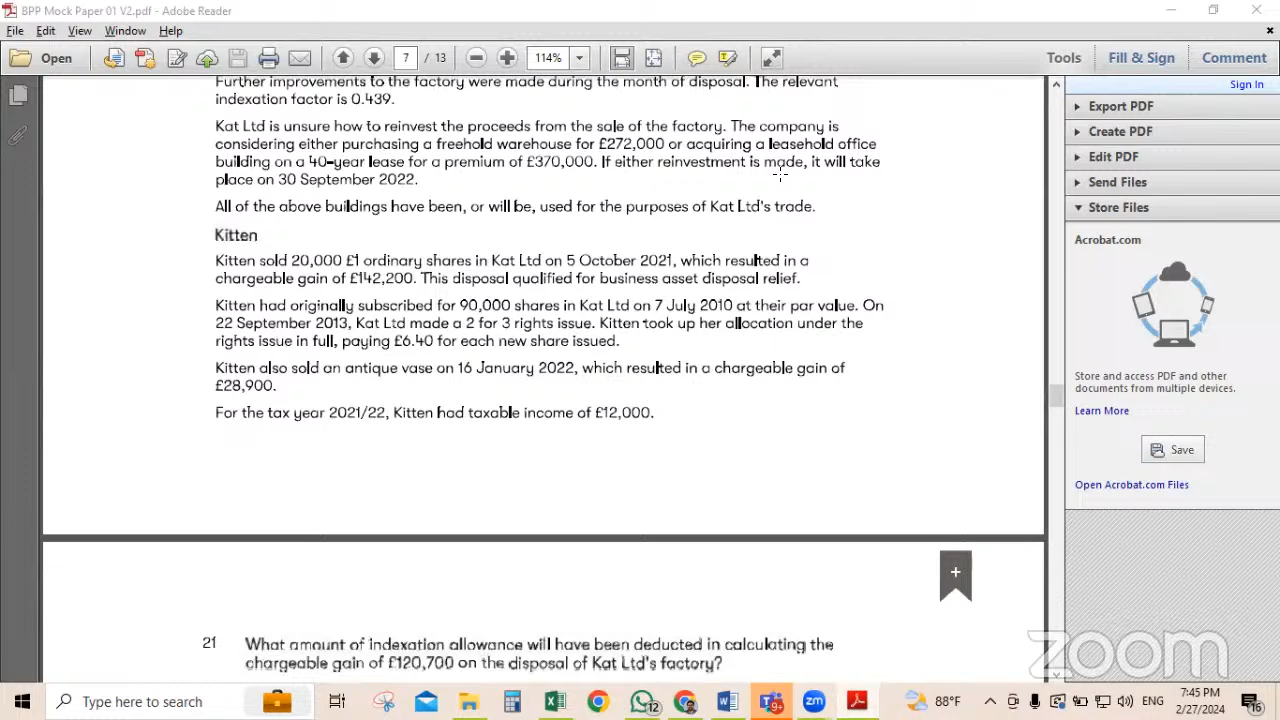 BPP Mock Paper 01 V2.pdf - Adobe Reader
File Edit View Window Help
Open 7 / 13 114% Tools Fill & Sign Comment
Sign In
Export PDF
Create PDF
Edit PDF
Send Files
Store Files
Acrobat.com
Store and access PDF and other
documents from multiple devices.
Learn More
Save
Open Acrobat.com Files
Further improvements to the factory were made during the month of disposal. The relevant
indexation factor is 0.439.
Kat Ltd is unsure how to reinvest the proceeds from the sale of the factory. The company is
considering either purchasing a freehold warehouse for £272,000 or acquiring a leasehold office
building on a 40-year lease for a premium of £370,000. If either reinvestment is made, it will take
place on 30 September 2022.
All of the above buildings have been, or will be, used for the purposes of Kat Ltd's trade.
Kitten
Kitten sold 20,000 £1 ordinary shares in Kat Ltd on 5 October 2021, which resulted in a
chargeable gain of £142,200. This disposal qualified for business asset disposal relief.
Kitten had originally subscribed for 90,000 shares in Kat Ltd on 7 July 2010 at their par value. On
22 September 2013, Kat Ltd made a 2 for 3 rights issue. Kitten took up her allocation under the
rights issue in full, paying £6.40 for each new share issued.
Kitten also sold an antique vase on 16 January 2022, which resulted in a chargeable gain of
£28,900.
For the tax year 2021/22, Kitten had taxable income of £12,000.
21 What amount of indexation allowance will have been deducted in calculating the
chargeable gain of £120,700 on the disposal of Kat Ltd's factory?
zoom
Type here to search
12
9+
zm
88°F
ENG
7:45 PM
2/27/2024
16